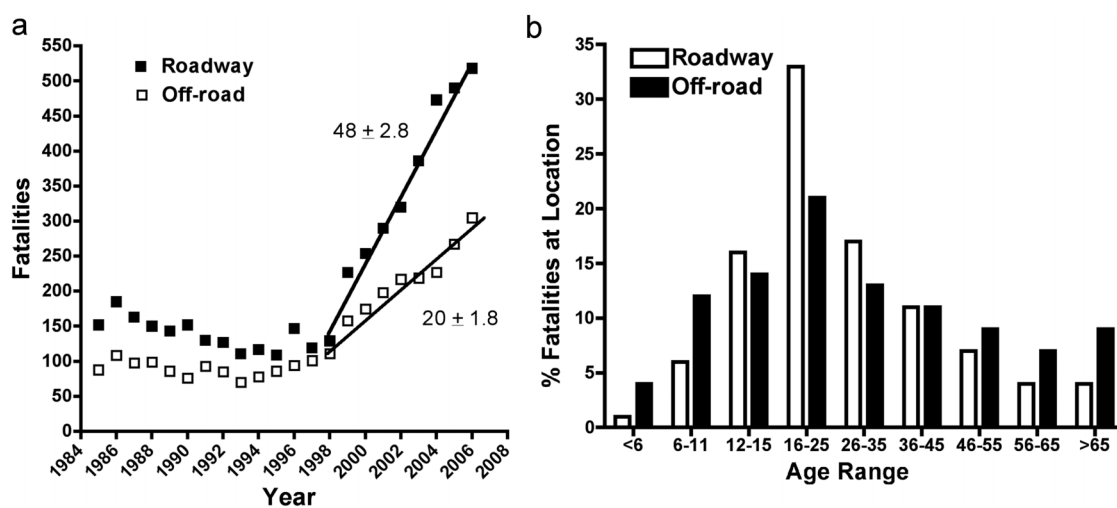 a
Fatalities
550
500
450
400
350
300
250
200
150
100
50
0
Roadway
Off-road
48 ± 2.8
20 ± 1.8
1984 1986 1988 1990 1992 1994 1996 1998 2000 2002 2004 2006 2008
Year
b
% Fatalities at Location
35
30
25
20
15
10
5
0
Roadway
Off-road
<6 6-11 12-15 16-25 26-35 36-45 46-55 56-65 >65
Age Range